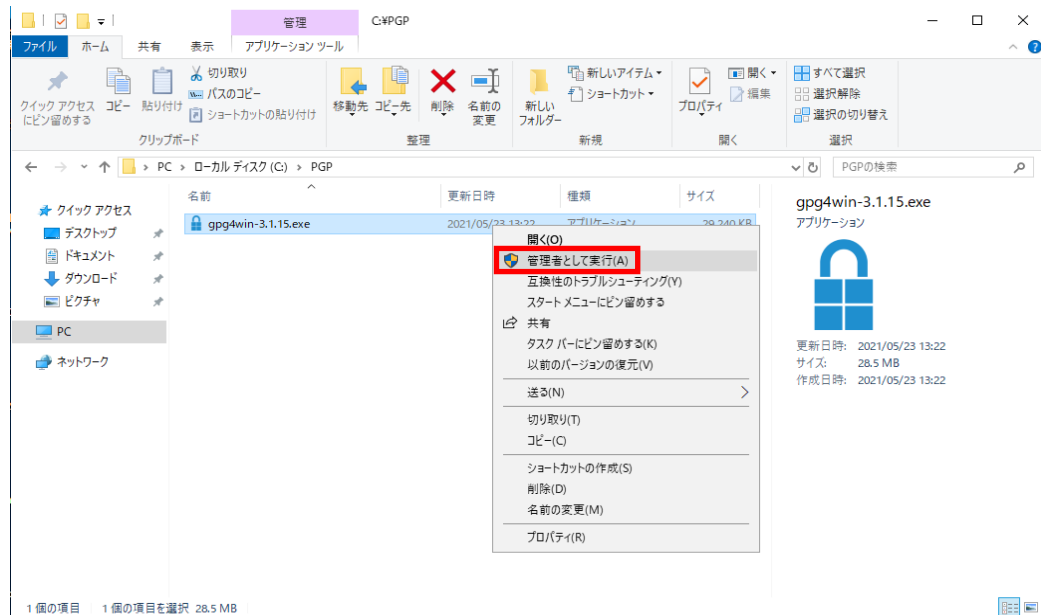 管理
C:¥PGP
ファイル ホーム 共有 表示 アプリケーション ツール
クイック アクセス
にピン留めする
コピー
貼り付け
切り取り
パスのコピー
ショートカットの貼り付け
クリップボード
移動先
コピー先
削除
名前の
変更
整理
新しい
フォルダー
新しいアイテム
ショートカット
新規
プロパティ
開く
編集
開く
すべて選択
選択解除
選択の切り替え
選択
PC › ローカル ディスク (C:) › PGP
PGPの検索
クイック アクセス
デスクトップ
ドキュメント
ダウンロード
ピクチャ
PC
ネットワーク
名前 更新日時 種類 サイズ
gpg4win-3.1.15.exe 2021/05/23 13:22 アプリケーション 29,240 KB
開く(O)
管理者として実行(A)
互換性のトラブルシューティング(Y)
スタート メニューにピン留めする
共有
タスク バーにピン留めする(K)
以前のバージョンの復元(V)
送る(N)
切り取り(T)
コピー(C)
ショートカットの作成(S)
削除(D)
名前の変更(M)
プロパティ(R)
gpg4win-3.1.15.exe
アプリケーション
更新日時: 2021/05/23 13:22
サイズ: 28.5 MB
作成日時: 2021/05/23 13:22
1 個の項目 1 個の項目を選択 28.5 MB